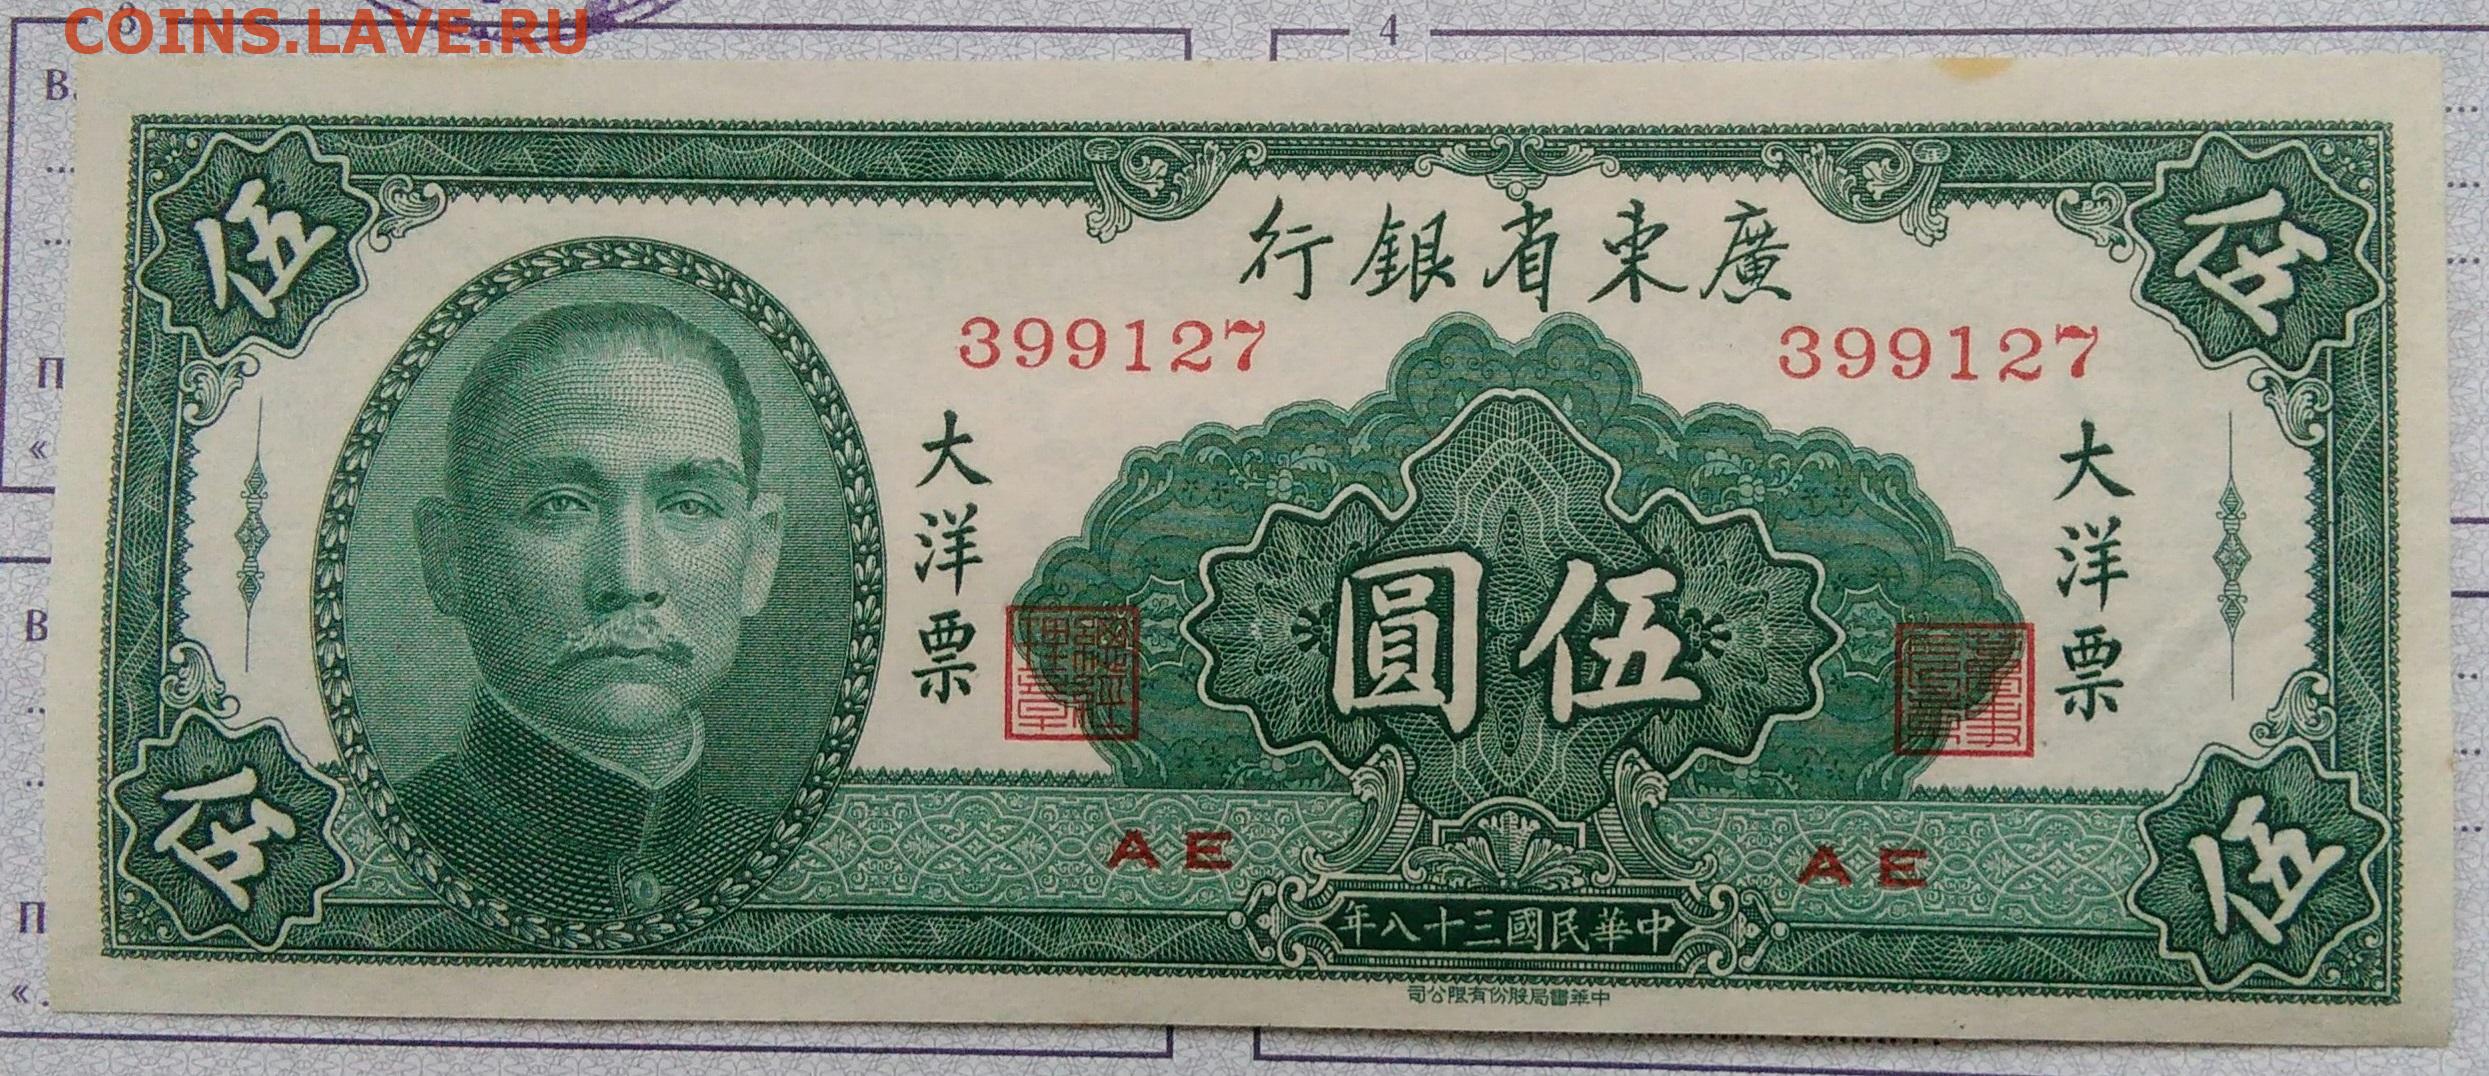 COINS.LAVE.RU
3
4
В.
П
«
В
П
« .
伍
伍
廣東省銀行
399127
399127
大洋票
大洋票
伍圓
AE
AE
伍
伍
中華民國三十八年
中華書局股份有限公司